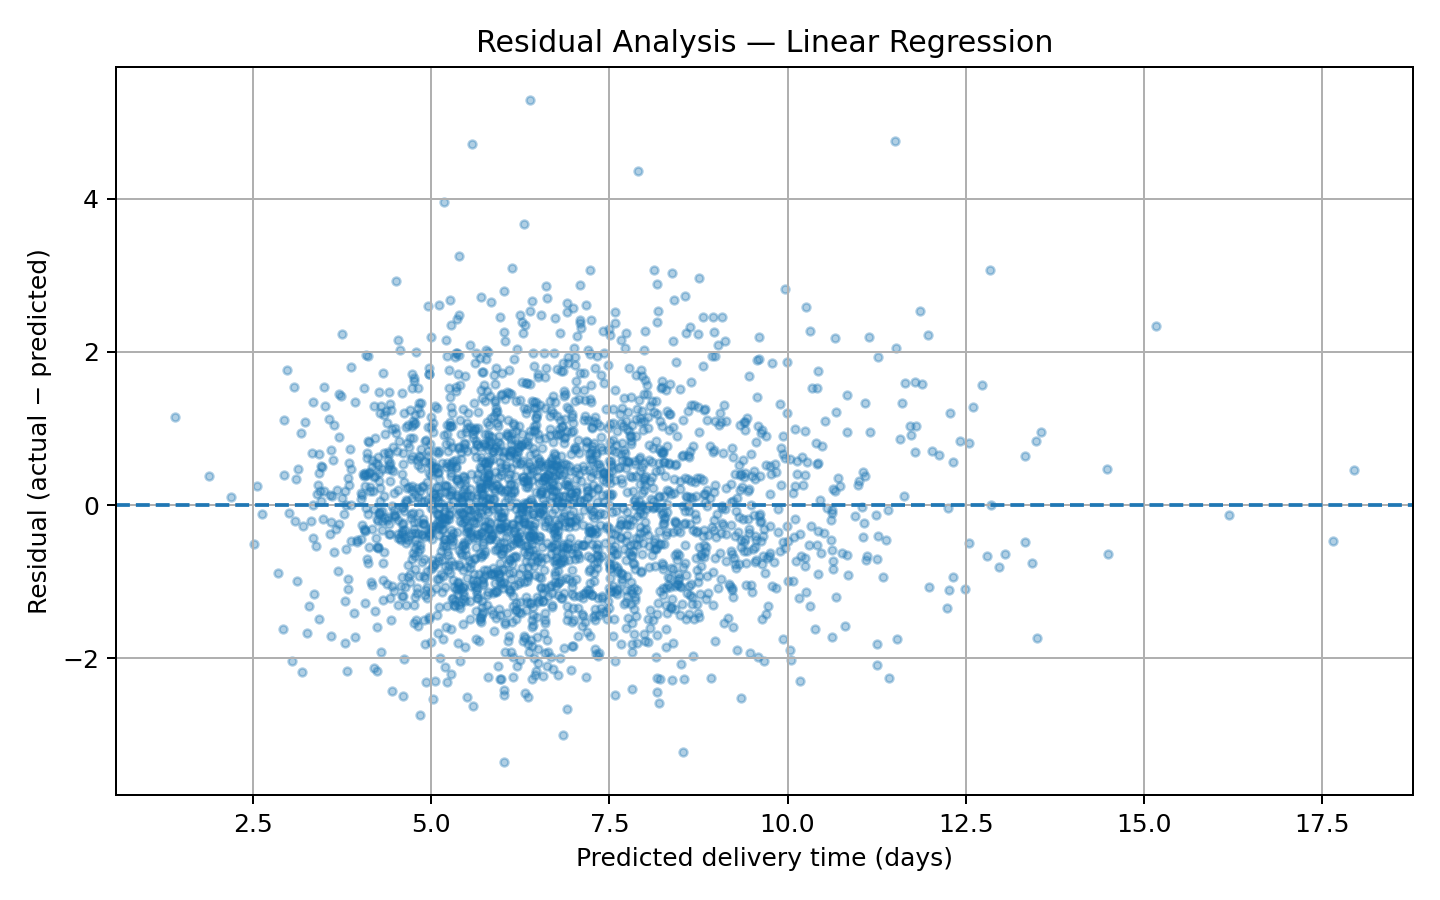 Residual Analysis — Linear Regression
Residual (actual − predicted)
4
2
0
−2
2.5 5.0 7.5 10.0 12.5 15.0 17.5
Predicted delivery time (days)